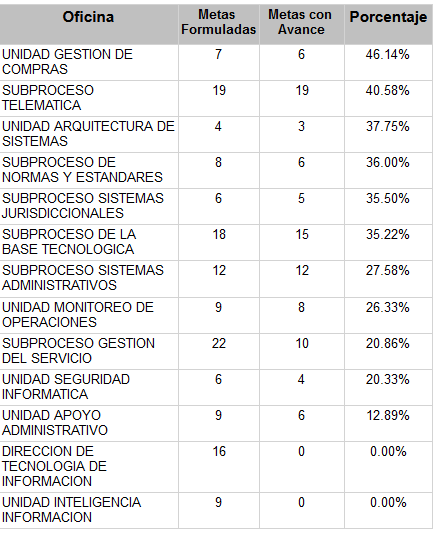 Oficina Metas Formuladas Metas con Avance Porcentaje
UNIDAD GESTION DE COMPRAS 7 6 46.14%
SUBPROCESO TELEMATICA 19 19 40.58%
UNIDAD ARQUITECTURA DE SISTEMAS 4 3 37.75%
SUBPROCESO DE NORMAS Y ESTANDARES 8 6 36.00%
SUBPROCESO SISTEMAS JURISDICCIONALES 6 5 35.50%
SUBPROCESO DE LA BASE TECNOLOGICA 18 15 35.22%
SUBPROCESO SISTEMAS ADMINISTRATIVOS 12 12 27.58%
UNIDAD MONITOREO DE OPERACIONES 9 8 26.33%
SUBPROCESO GESTION DEL SERVICIO 22 10 20.86%
UNIDAD SEGURIDAD INFORMATICA 6 4 20.33%
UNIDAD APOYO ADMINISTRATIVO 9 6 12.89%
DIRECCION DE TECNOLOGIA DE INFORMACION 16 0 0.00%
UNIDAD INTELIGENCIA INFORMACION 9 0 0.00%